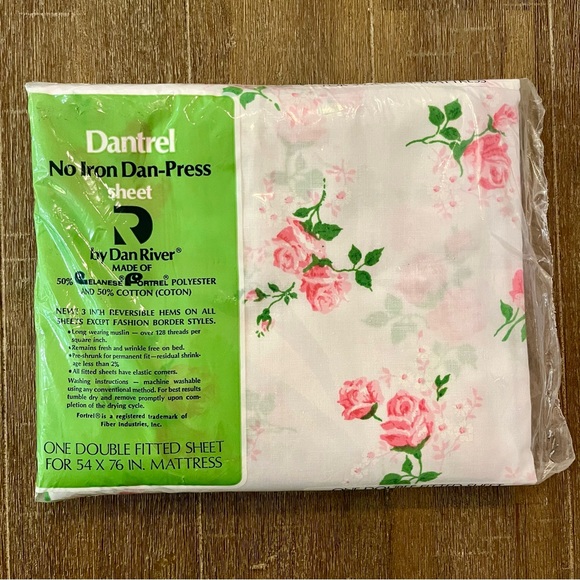 Dantrel
No Iron Dan-Press
sheet
R
by Dan River®
MADE OF
50% CELANESE® FORTREL® POLYESTER
AND 50% COTTON (COTON)
NEW! 3 INCH REVERSIBLE HEMS ON ALL
SHEETS EXCEPT FASHION BORDER STYLES.
• Long wearing muslin — over 128 threads per
square inch.
• Remains fresh and wrinkle free on bed.
• Pre-shrunk for permanent fit—residual shrink-
age less than 2%
• All fitted sheets have elastic corners.
Washing instructions — machine washable
using any conventional method. For best results
tumble dry and remove promptly upon com-
pletion of the drying cycle.
Fortrel® is a registered trademark of
Fiber Industries, Inc.
ONE DOUBLE FITTED SHEET
FOR 54 X 76 IN. MATTRESS
ONE DOUBLE FITTED SHEET